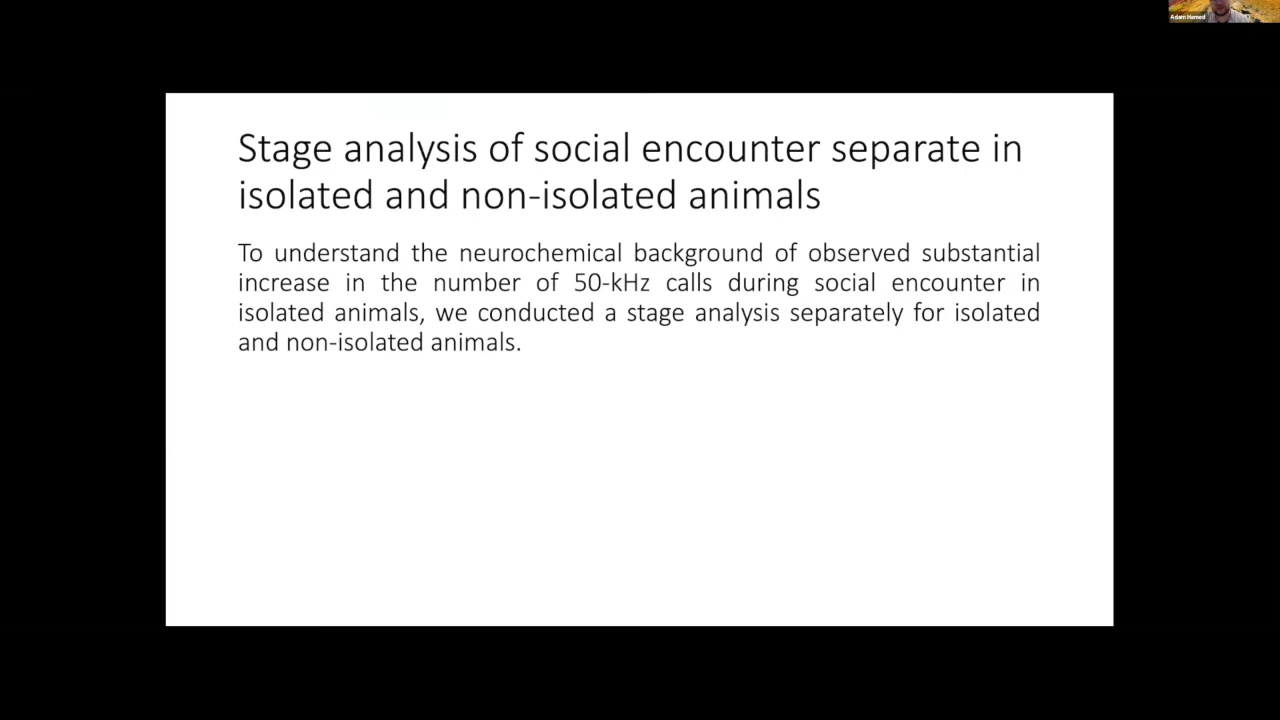 Adam Hamed
Stage analysis of social encounter separate in
isolated and non-isolated animals
To understand the neurochemical background of observed substantial
increase in the number of 50-kHz calls during social encounter in
isolated animals, we conducted a stage analysis separately for isolated
and non-isolated animals.